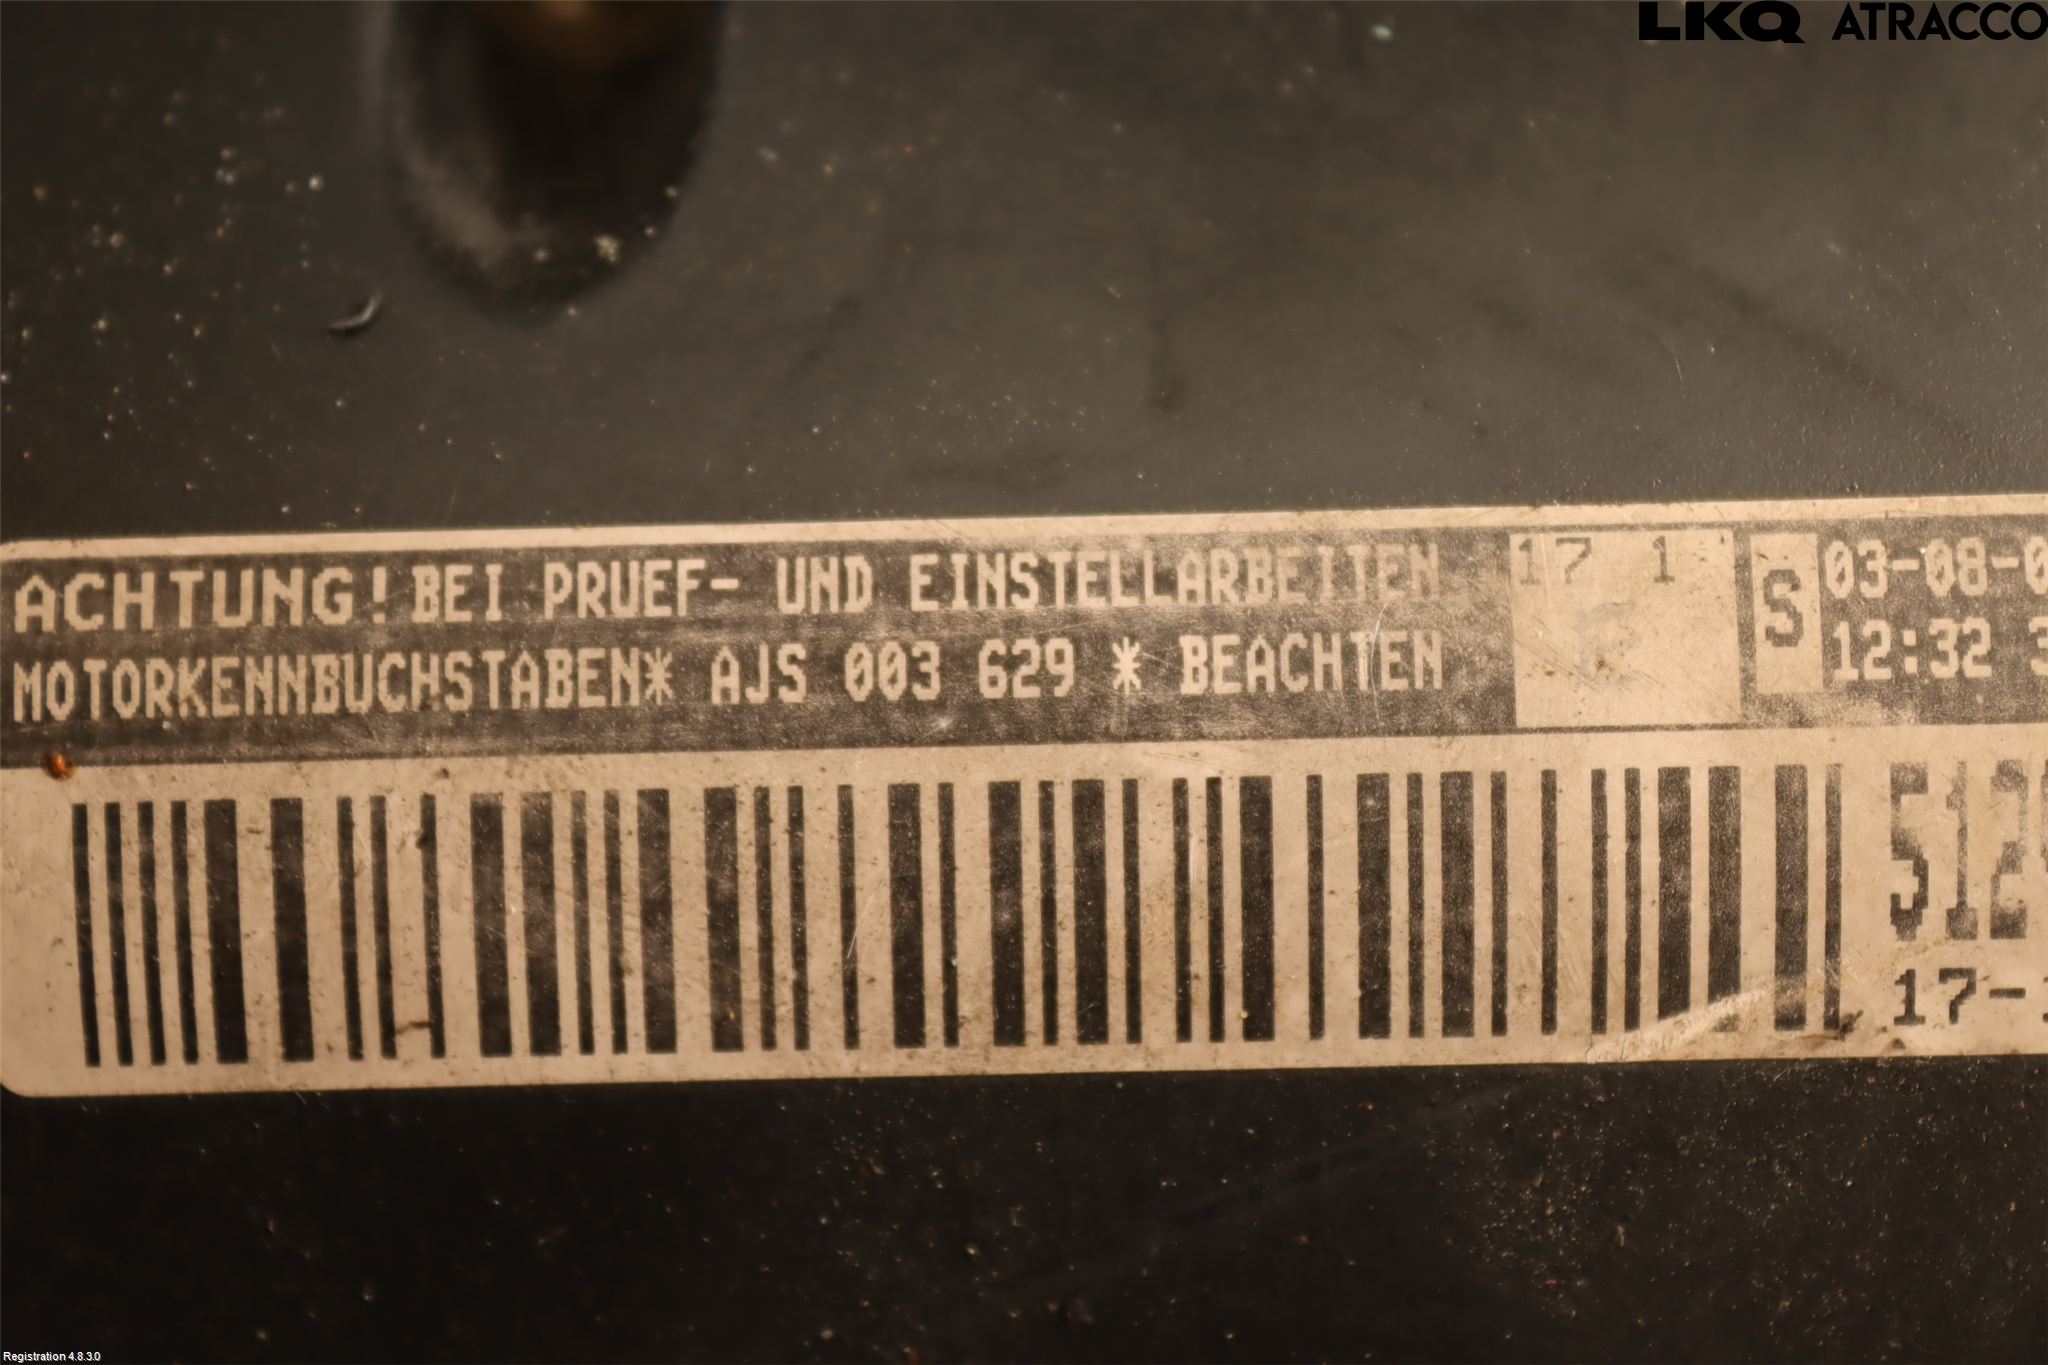 LKQ ATRACCO
ACHTUNG! BEI PRUEF- UND EINSTELLARBEITEN
MOTORKENNBUCHSTABEN* AJS 003 629 * BEACHTEN
17 1
S
03-08-0
12:32 3
512
17-
Registration 4.8.3.0